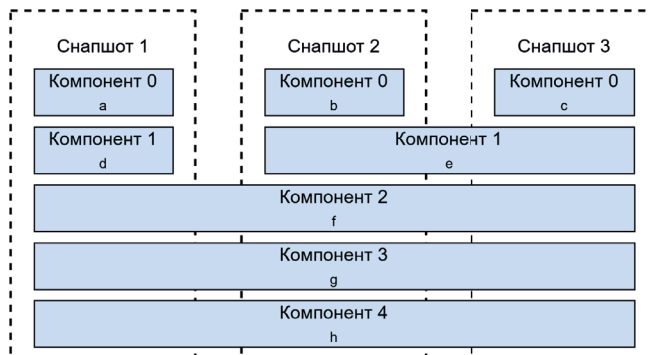 Снапшот 1
Снапшот 2
Снапшот 3
Компонент 0
a
Компонент 0
b
Компонент 0
c
Компонент 1
d
Компонент 1
e
Компонент 2
f
Компонент 3
g
Компонент 4
h